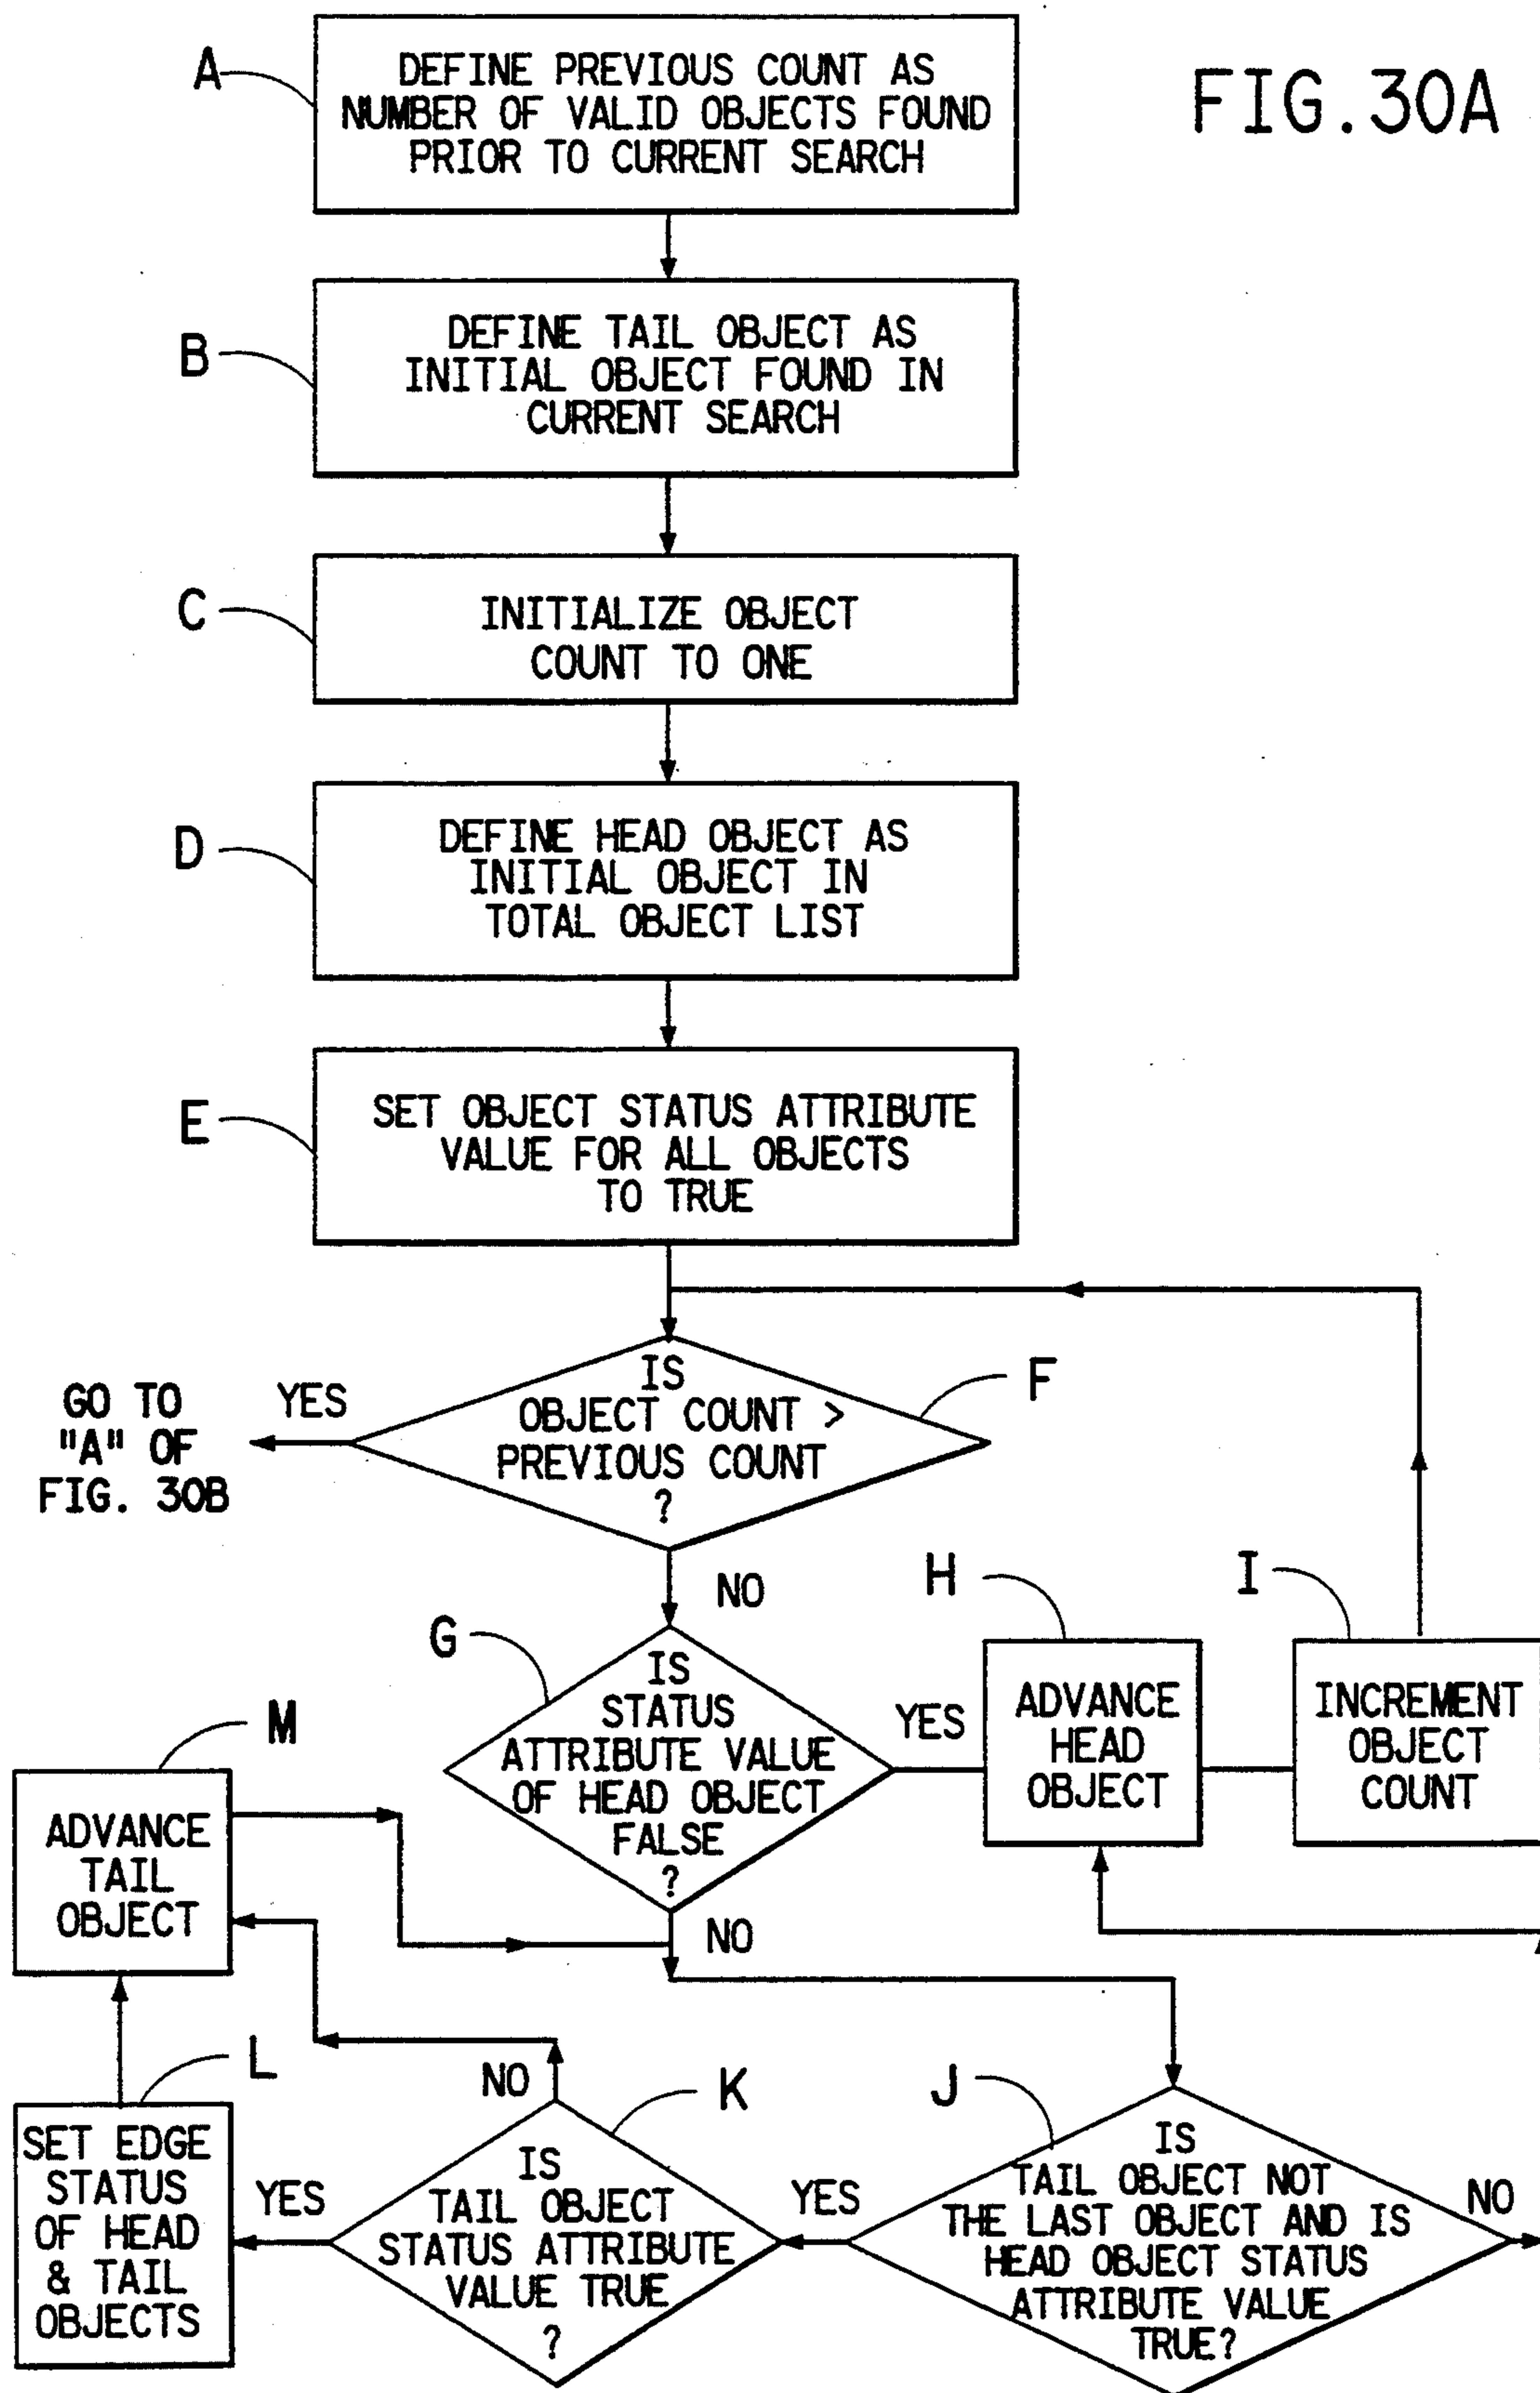 FIG.30A
A
DEFINE PREVIOUS COUNT AS
NUMBER OF VALID OBJECTS FOUND
PRIOR TO CURRENT SEARCH
B
DEFINE TAIL OBJECT AS
INITIAL OBJECT FOUND IN
CURRENT SEARCH
C
INITIALIZE OBJECT
COUNT TO ONE
D
DEFINE HEAD OBJECT AS
INITIAL OBJECT IN
TOTAL OBJECT LIST
E
SET OBJECT STATUS ATTRIBUTE
VALUE FOR ALL OBJECTS
TO TRUE
F
IS
OBJECT COUNT >
PREVIOUS COUNT
?
YES
GO TO
"A" OF
FIG. 30B
NO
G
IS
STATUS
ATTRIBUTE VALUE
OF HEAD OBJECT
FALSE
?
YES
H
ADVANCE
HEAD
OBJECT
I
INCREMENT
OBJECT
COUNT
NO
M
ADVANCE
TAIL
OBJECT
J
IS
TAIL OBJECT NOT
THE LAST OBJECT AND IS
HEAD OBJECT STATUS
ATTRIBUTE VALUE
TRUE?
NO
YES
K
IS
TAIL OBJECT
STATUS ATTRIBUTE
VALUE TRUE
?
NO
YES
L
SET EDGE
STATUS
OF HEAD
& TAIL
OBJECTS